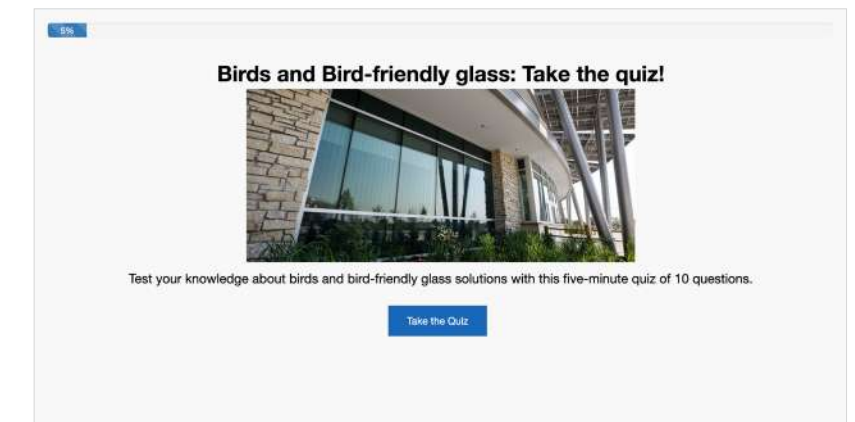 5%
Birds and Bird-friendly glass: Take the quiz!
Test your knowledge about birds and bird-friendly glass solutions with this five-minute quiz of 10 questions.
Take the Quiz